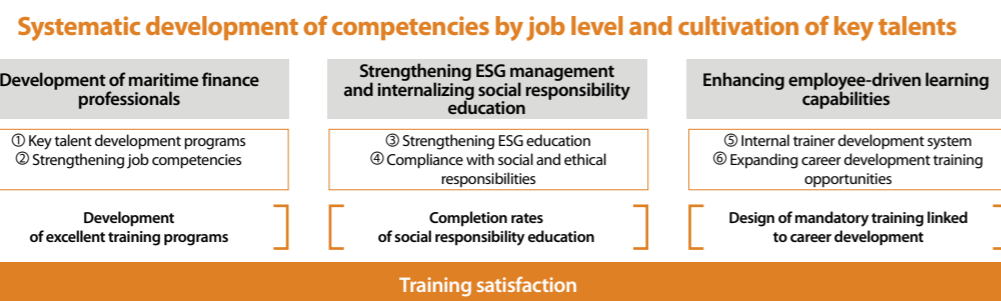 Systematic development of competencies by job level and cultivation of key talents
Development of maritime finance
professionals
① Key talent development programs
② Strengthening job competencies
Development
of excellent training programs
Strengthening ESG management
and internalizing social responsibility
education
③ Strengthening ESG education
④ Compliance with social and ethical
responsibilities
Completion rates
of social responsibility education
Enhancing employee-driven learning
capabilities
⑤ Internal trainer development system
⑥ Expanding career development training
opportunities
Design of mandatory training linked
to career development
Training satisfaction